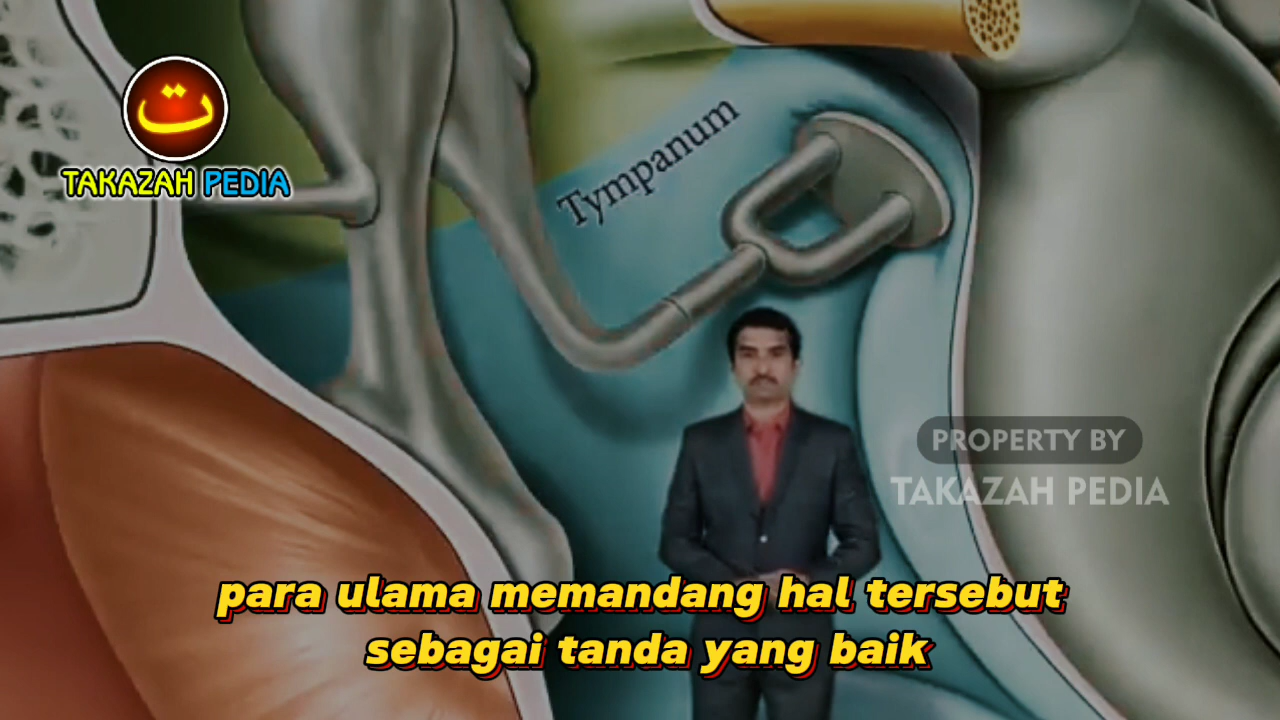 ت
TAKAZAH PEDIA
Tympanum
PROPERTY BY
TAKAZAH PEDIA
para ulama memandang hal tersebut
sebagai tanda yang baik